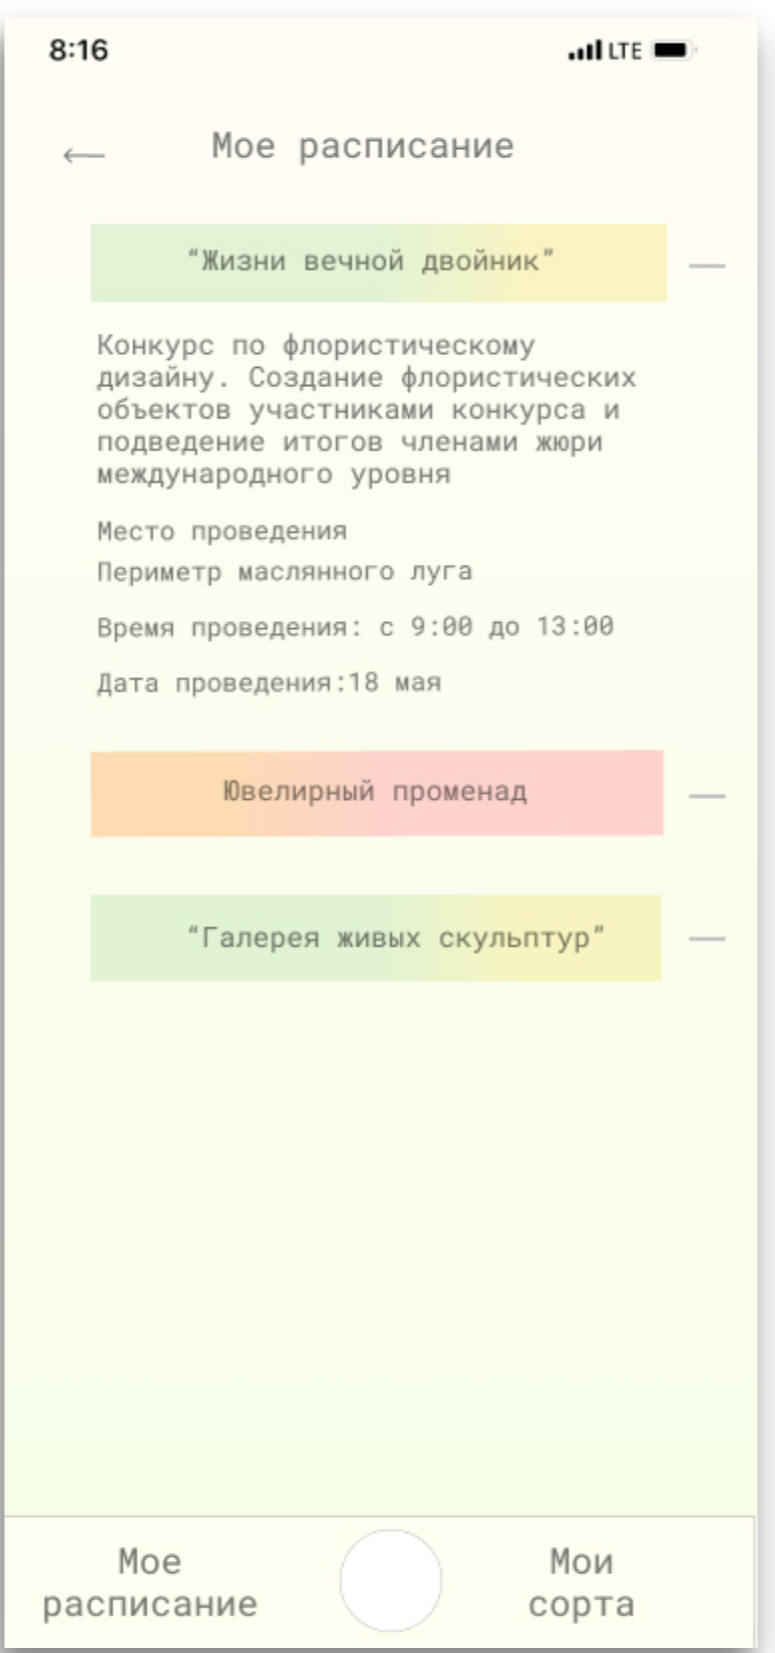 8:16
LTE
Мое расписание
“Жизни вечной двойник”
Конкурс по флористическому
дизайну. Создание флористических
объектов участниками конкурса и
подведение итогов членами жюри
международного уровня
Место проведения
Периметр маслянного луга
Время проведения: с 9:00 до 13:00
Дата проведения:18 мая
Ювелирный променад
“Галерея живых скульптур”
Мое
расписание
Мои
сорта